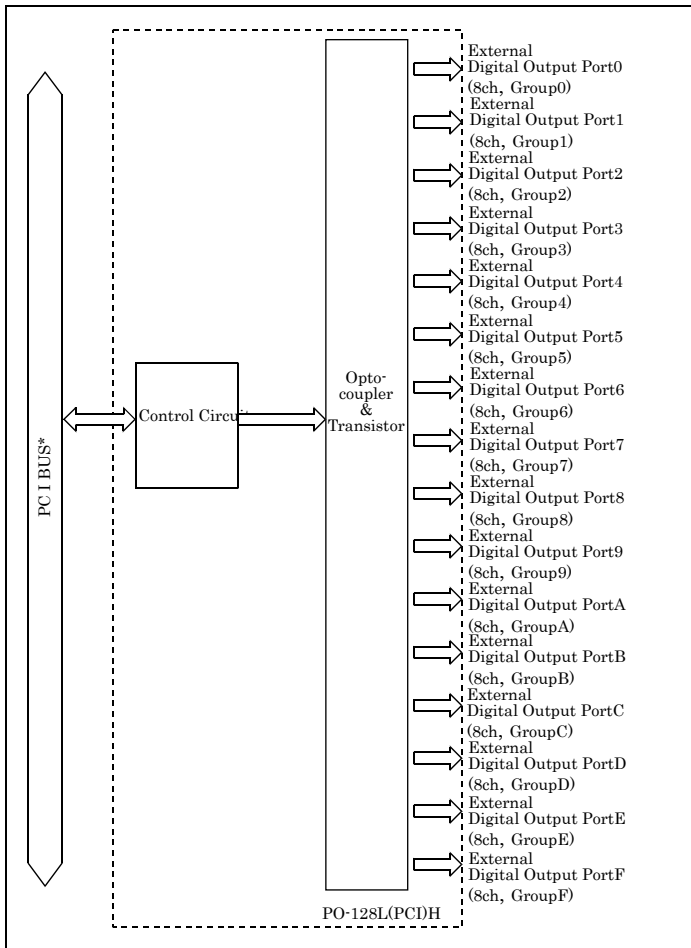 PC I BUS*
Control Circuit
Opto-
coupler
&
Transistor
External
Digital Output Port0
(8ch, Group0)
External
Digital Output Port1
(8ch, Group1)
External
Digital Output Port2
(8ch, Group2)
External
Digital Output Port3
(8ch, Group3)
External
Digital Output Port4
(8ch, Group4)
External
Digital Output Port5
(8ch, Group5)
External
Digital Output Port6
(8ch, Group6)
External
Digital Output Port7
(8ch, Group7)
External
Digital Output Port8
(8ch, Group8)
External
Digital Output Port9
(8ch, Group9)
External
Digital Output PortA
(8ch, GroupA)
External
Digital Output PortB
(8ch, GroupB)
External
Digital Output PortC
(8ch, GroupC)
External
Digital Output PortD
(8ch, GroupD)
External
Digital Output PortE
(8ch, GroupE)
External
Digital Output PortF
(8ch, GroupF)
PO-128L(PCI)H